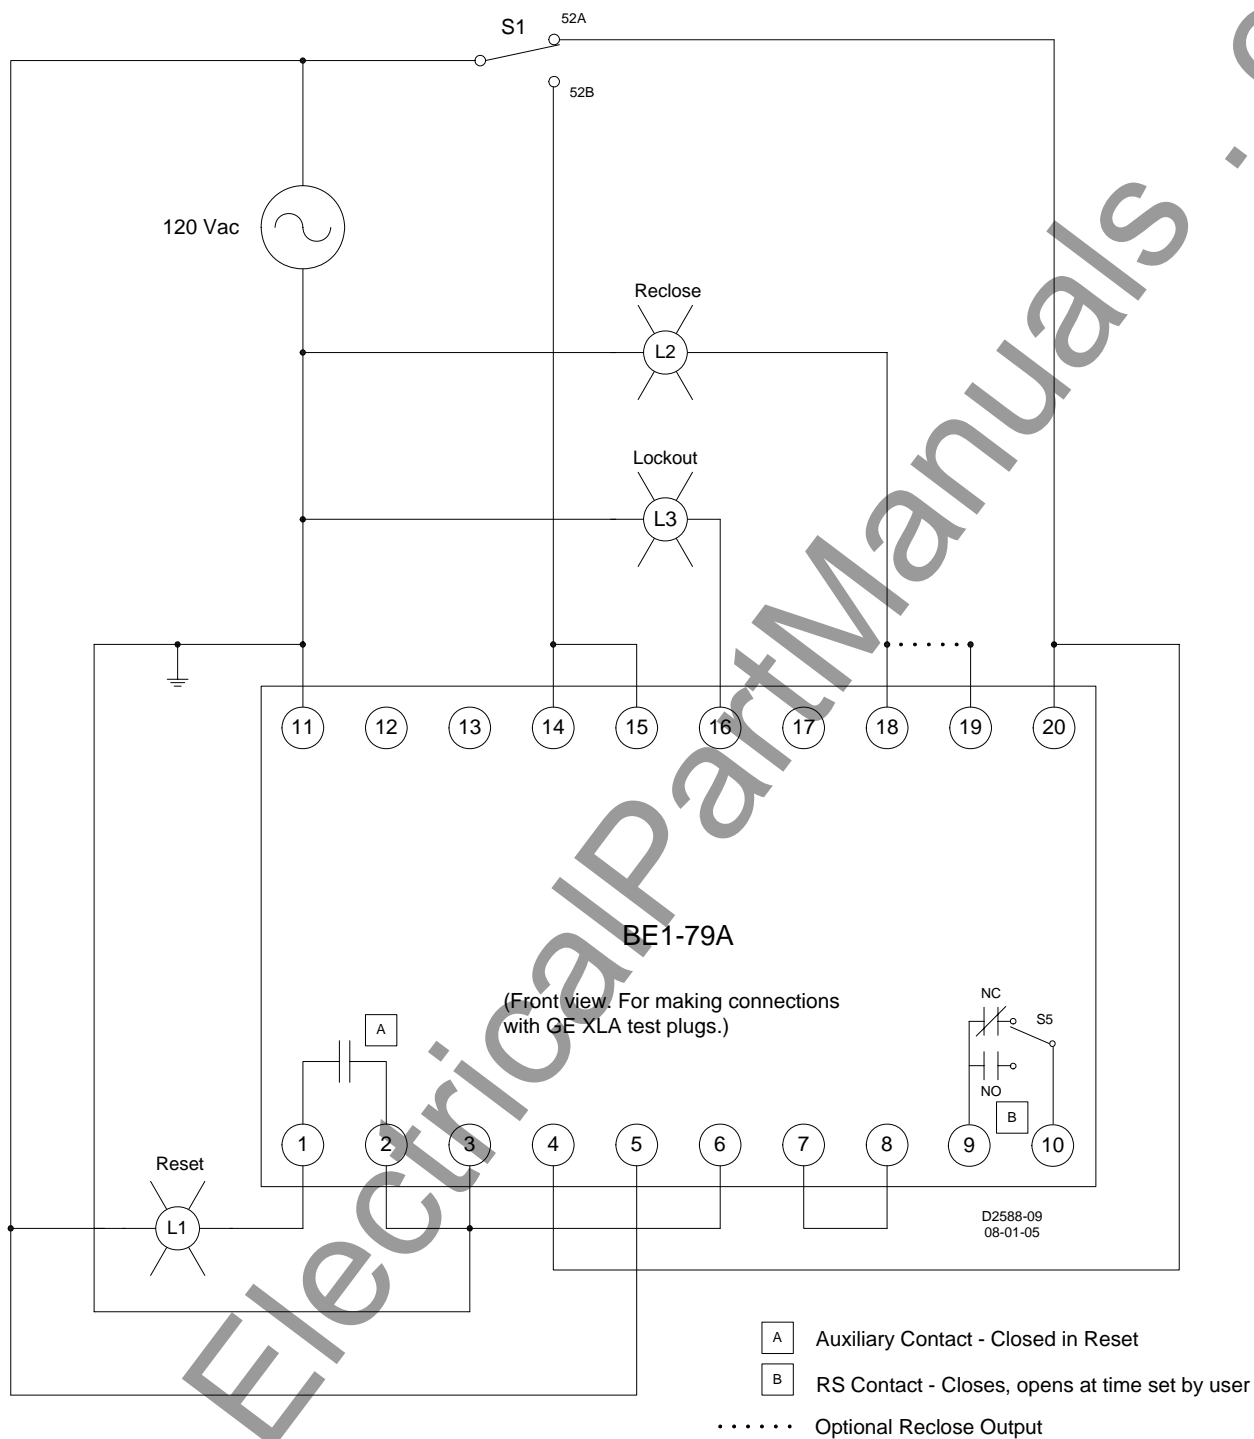 S1
52A
52B
120 Vac
Reclose
L2
Lockout
L3
11 12 13 14 15 16 17 18 19 20
BE1-79A
(Front view. For making connections
with GE XLA test plugs.)
A
NC
S5
NO
B
1 2 3 4 5 6 7 8 9 10
Reset
L1
D2588-09
08-01-05
A Auxiliary Contact - Closed in Reset
B RS Contact - Closes, opens at time set by user
Optional Reclose Output
ElectricalPartManuals .